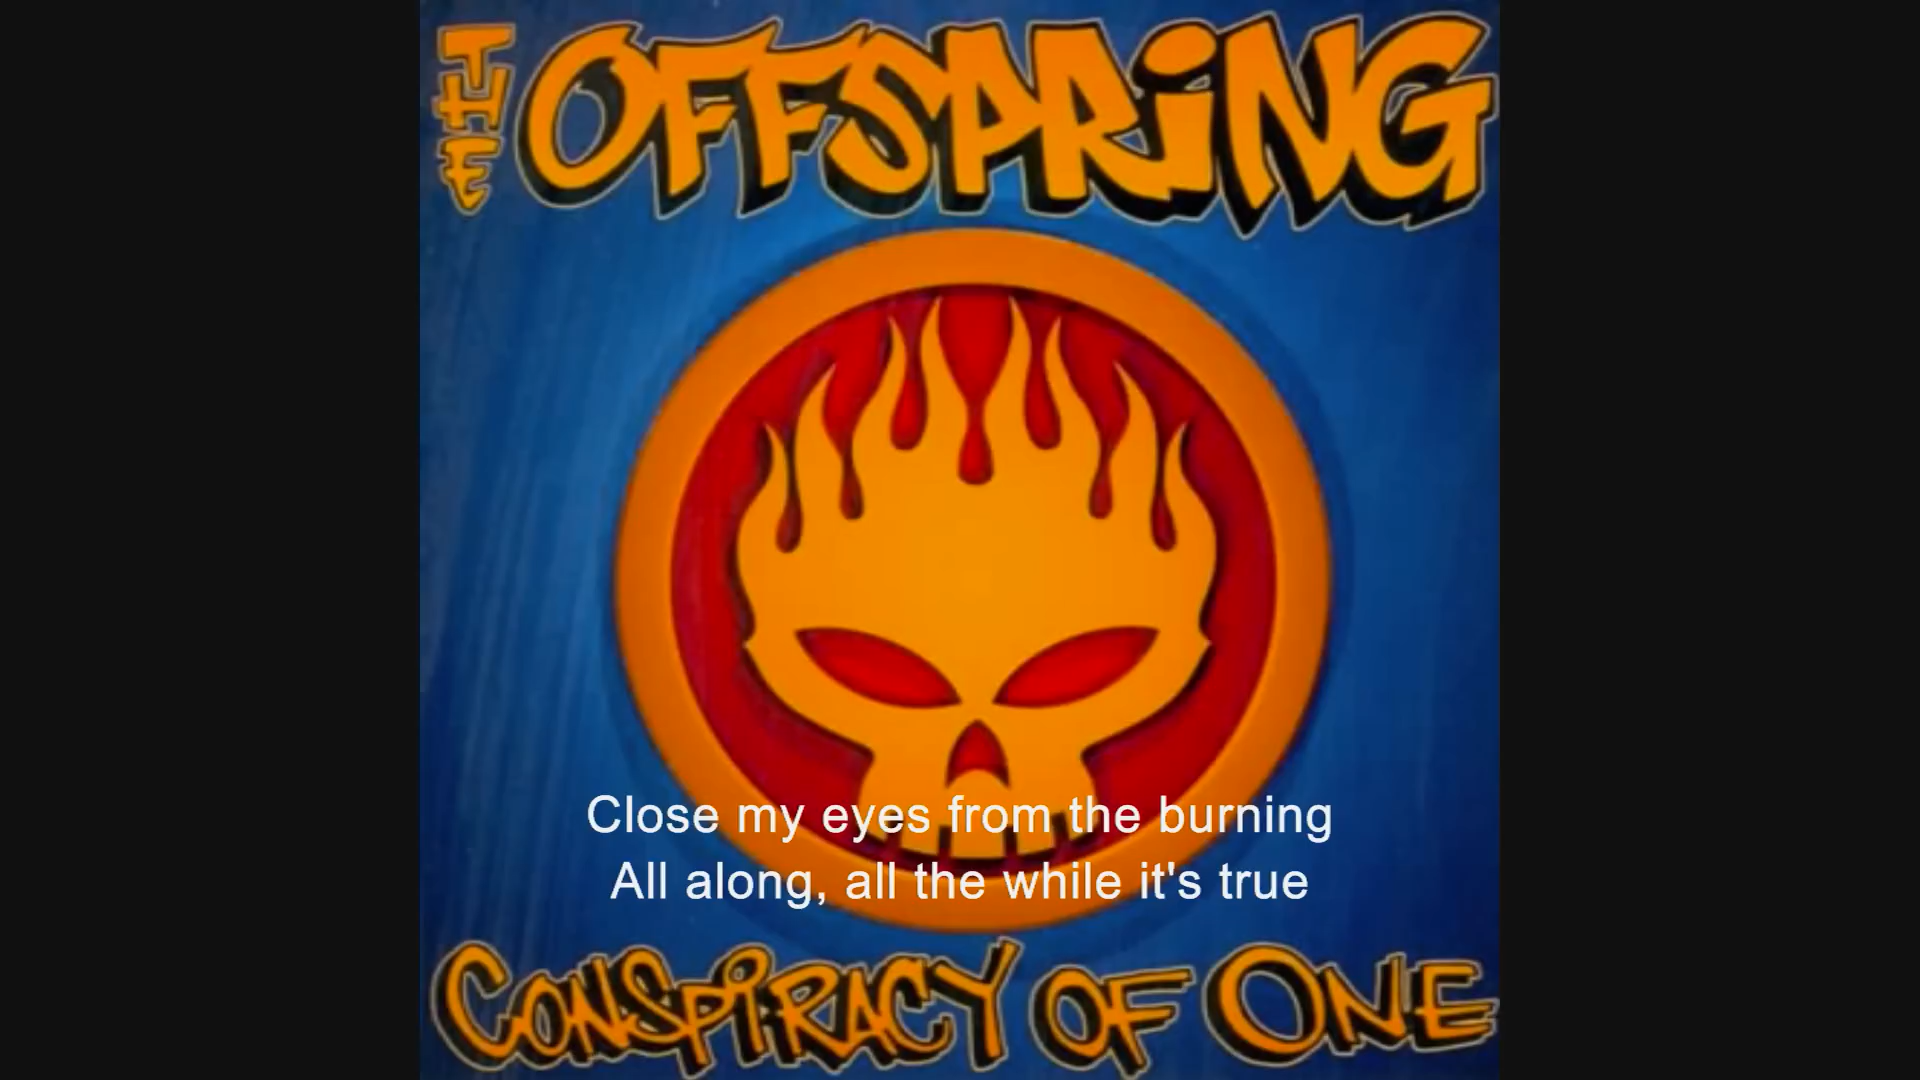 THE OFFSPRiNG
Close my eyes from the burning
All along, all the while it's true
CONSPiRACY OF ONE